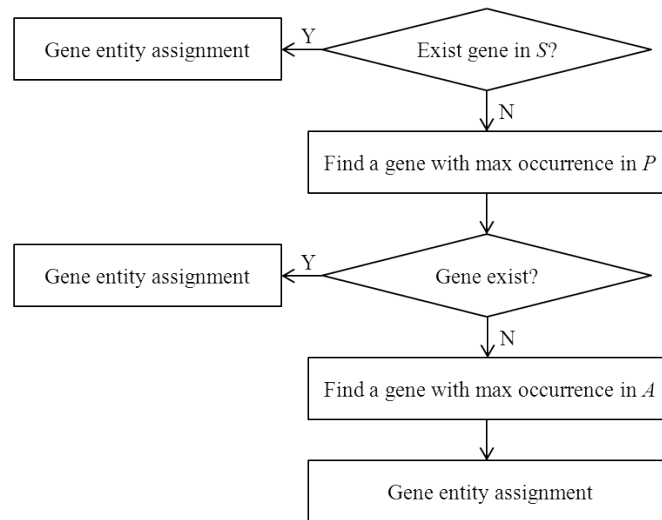 Gene entity assignment
Y
Exist gene in S?
N
Find a gene with max occurrence in P
Gene entity assignment
Y
Gene exist?
N
Find a gene with max occurrence in A
Gene entity assignment